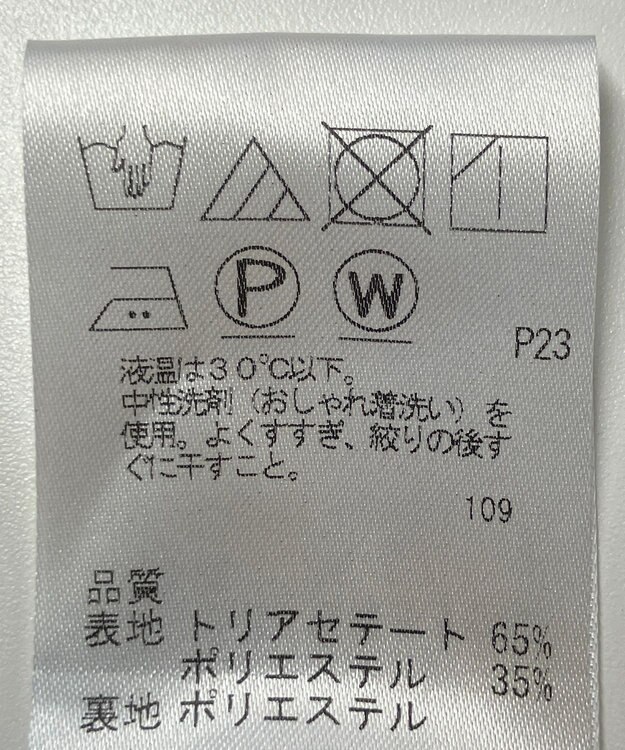 P W
P23
液温は30℃以下。
中性洗剤（おしゃれ着洗い）を
使用。よくすすぎ、絞りの後す
ぐに干すこと。
109
品質
表地 トリアセテート 65%
ポリエステル 35%
裏地 ポリエステル